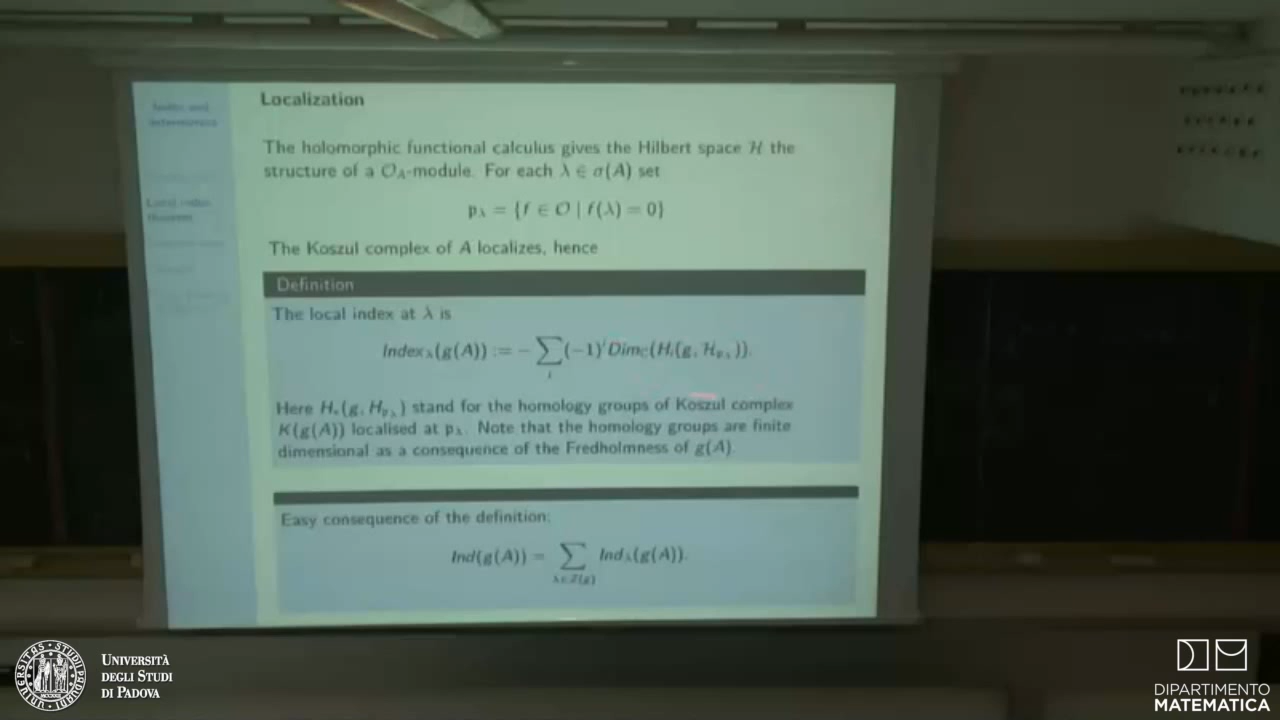 Localization
The holomorphic functional calculus gives the Hilbert space ℋ the
structure of a 𝒪_A-module. For each λ ∈ σ(A) set
𝔭_λ = {f ∈ 𝒪 | f(λ) = 0}
The Koszul complex of A localizes, hence
Definition
The local index at λ is
Index_λ(g(A)) := − ∑_i (−1)^i Dim_ℂ(H_i(g, ℋ_{𝔭_λ})).
Here H_*(g, H_{𝔭_λ}) stand for the homology groups of Koszul complex
K(g(A)) localised at 𝔭_λ. Note that the homology groups are finite
dimensional as a consequence of the Fredholmness of g(A).
Easy consequence of the definition:
Ind(g(A)) = ∑_{λ∈Z(g)} Ind_λ(g(A)).
UNIVERSITÀ
DEGLI STUDI
DI PADOVA
DIPARTIMENTO
MATEMATICA